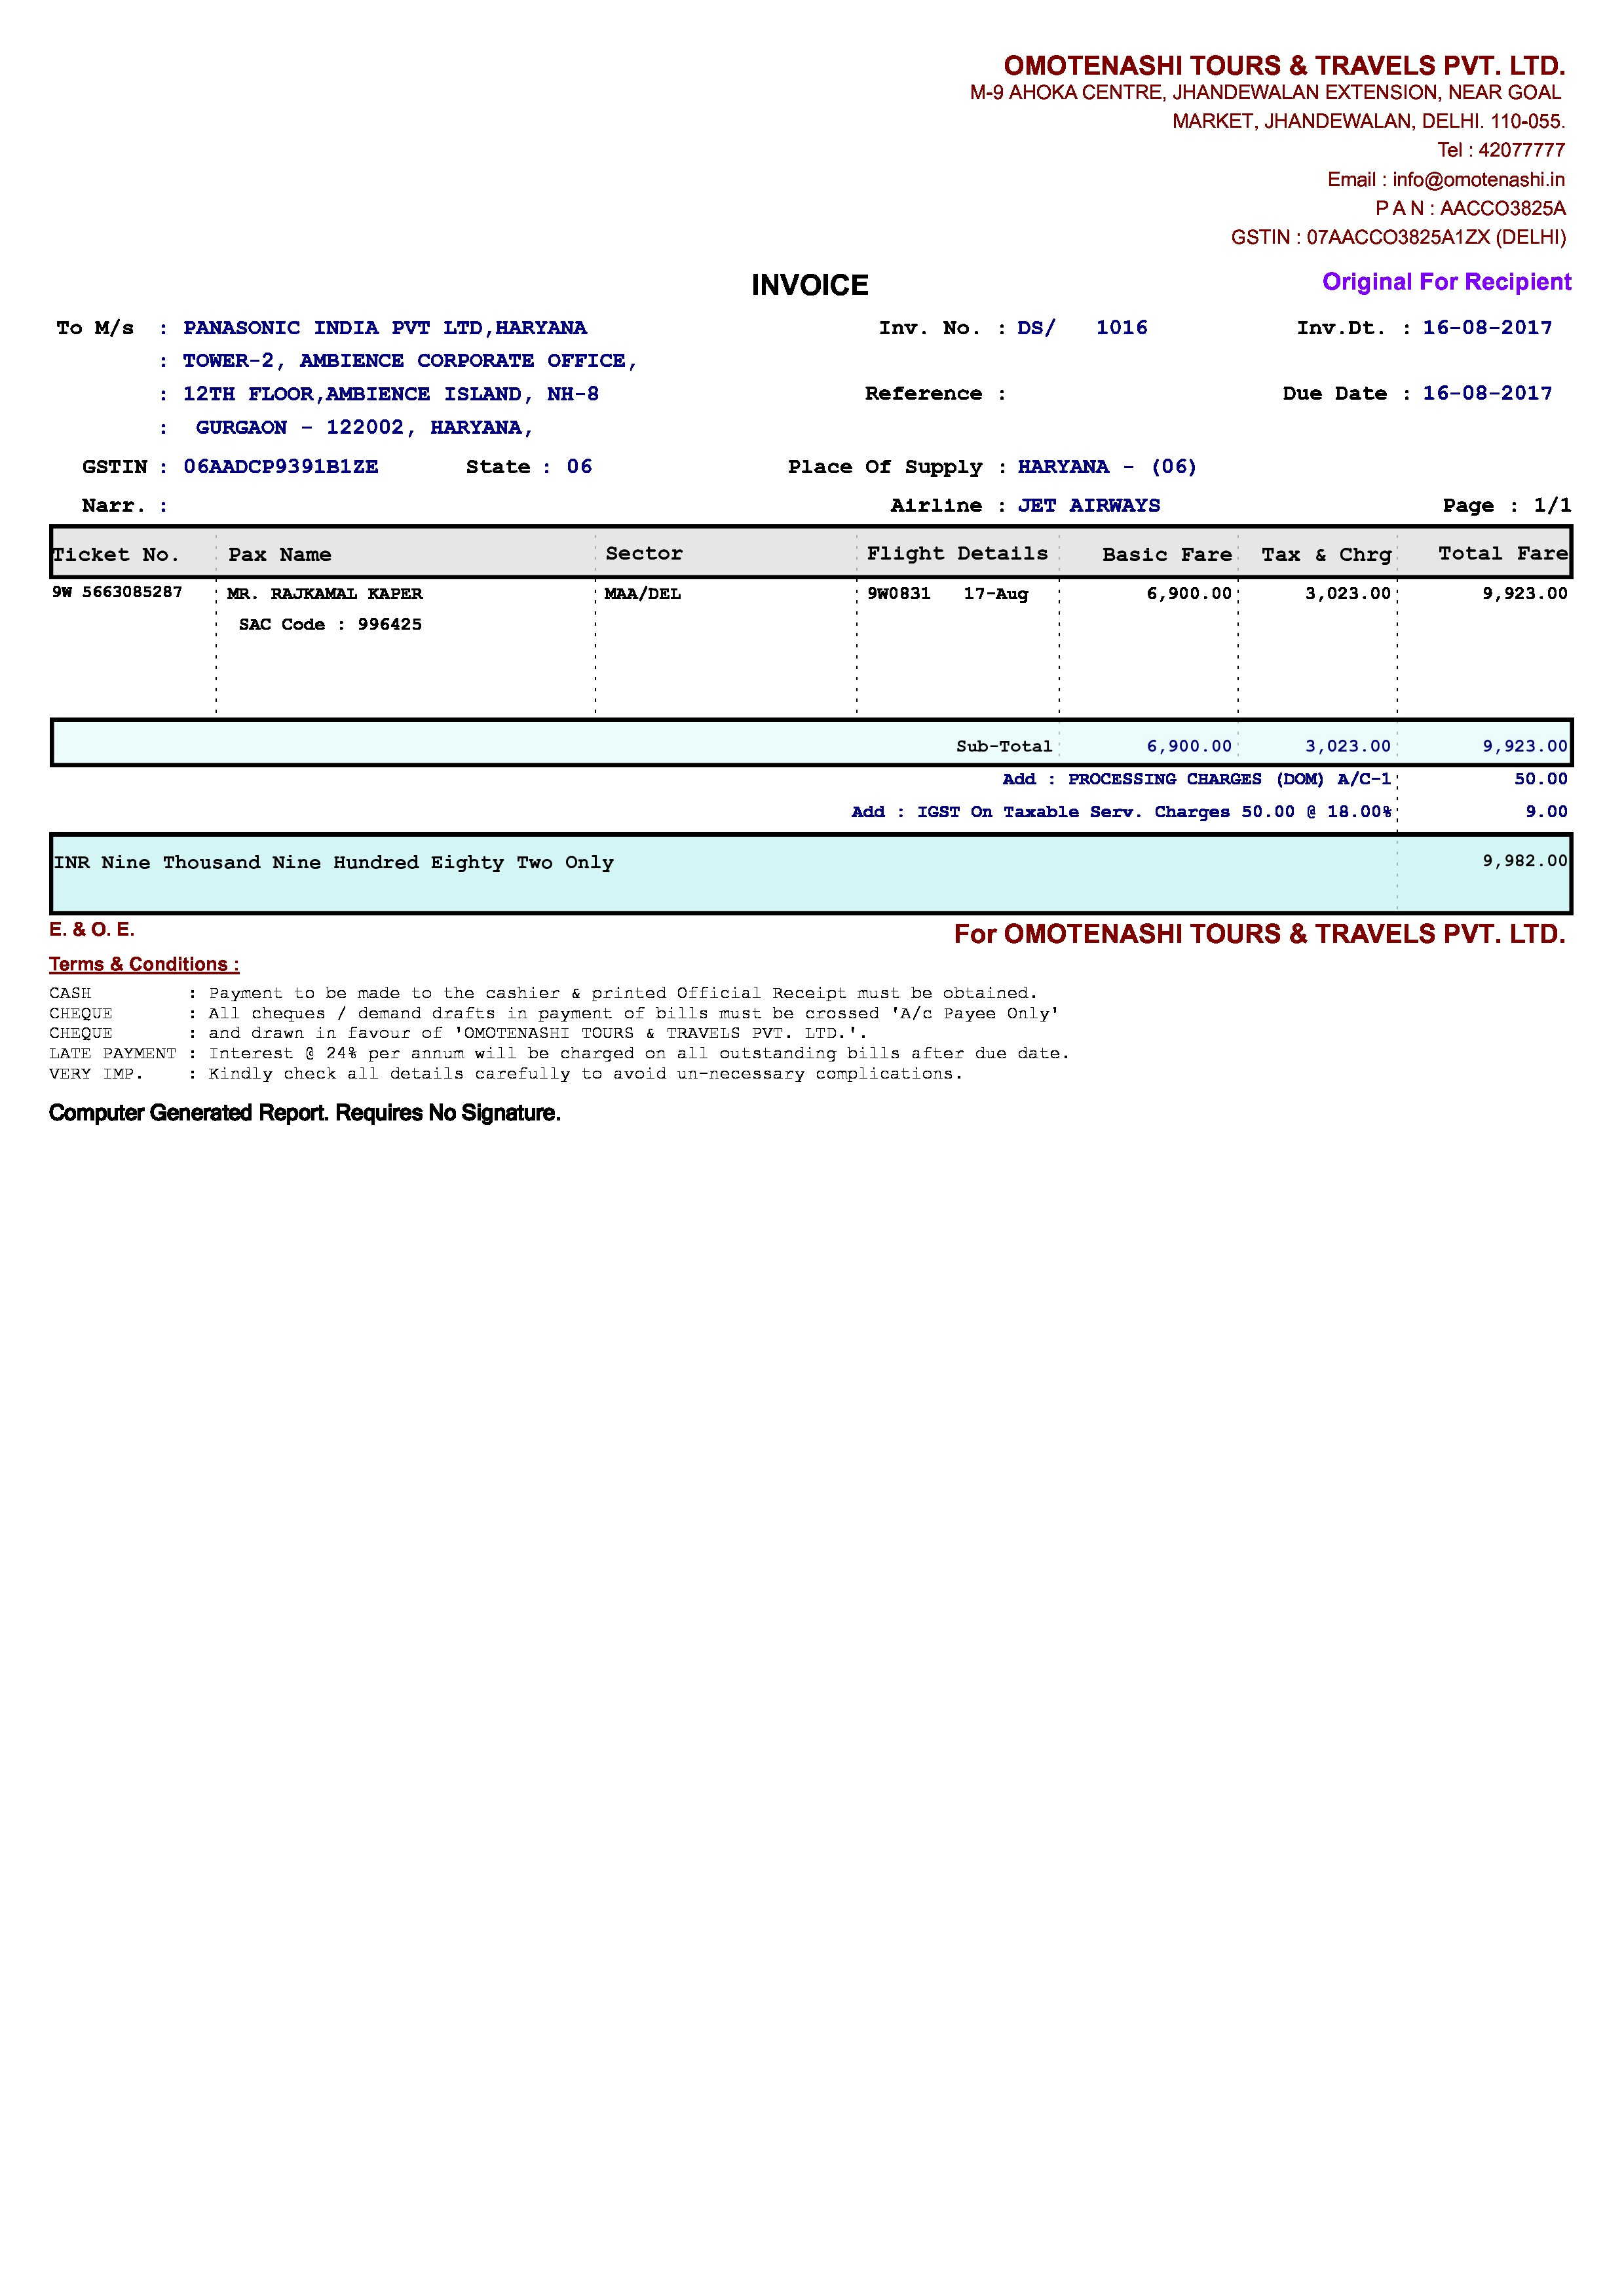 OMOTENASHI TOURS & TRAVELS PVT. LTD.
M-9 AHOKA CENTRE, JHANDEWALAN EXTENSION, NEAR GOAL
MARKET, JHANDEWALAN, DELHI. 110-055.
Tel : 42077777
Email : info@omotenashi.in
P A N : AACCO3825A
GSTIN : 07AACCO3825A1ZX (DELHI)
INVOICE Original For Recipient
To M/s : PANASONIC INDIA PVT LTD,HARYANA Inv. No. : DS/ 1016 Inv.Dt. : 16-08-2017
: TOWER-2, AMBIENCE CORPORATE OFFICE,
: 12TH FLOOR,AMBIENCE ISLAND, NH-8 Reference : Due Date : 16-08-2017
: GURGAON - 122002, HARYANA,
GSTIN : 06AADCP9391B1ZE State : 06 Place Of Supply : HARYANA - (06)
Narr. : Airline : JET AIRWAYS Page : 1/1
Ticket No. Pax Name Sector Flight Details Basic Fare Tax & Chrg Total Fare
9W 5663085287 MR. RAJKAMAL KAPER MAA/DEL 9W0831 17-Aug 6,900.00 3,023.00 9,923.00
SAC Code : 996425
Sub-Total 6,900.00 3,023.00 9,923.00
Add : PROCESSING CHARGES (DOM) A/C-1 50.00
Add : IGST On Taxable Serv. Charges 50.00 @ 18.00% 9.00
INR Nine Thousand Nine Hundred Eighty Two Only 9,982.00
E. & O. E. For OMOTENASHI TOURS & TRAVELS PVT. LTD.
Terms & Conditions :
CASH : Payment to be made to the cashier & printed Official Receipt must be obtained.
CHEQUE : All cheques / demand drafts in payment of bills must be crossed 'A/c Payee Only'
CHEQUE : and drawn in favour of 'OMOTENASHI TOURS & TRAVELS PVT. LTD.'.
LATE PAYMENT : Interest @ 24% per annum will be charged on all outstanding bills after due date.
VERY IMP. : Kindly check all details carefully to avoid un-necessary complications.
Computer Generated Report. Requires No Signature.